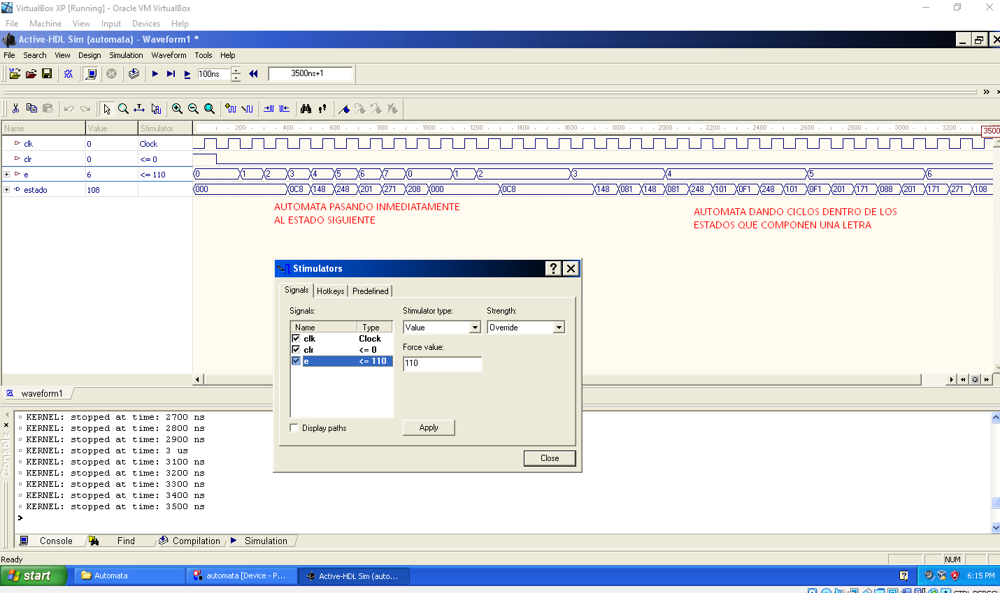 VirtualBox XP [Running] - Oracle VM VirtualBox
File Machine View Input Devices Help
Active-HDL Sim (automata) - Waveform1 *
File Search View Design Simulation Waveform Tools Help
100ns 3500ns+1
Name Value Stimulator 200 400 600 800 1000 1200 1400 1600 1800 2000 2200 2400 2600 2800 3000 3200 3500
clk 0 Clock
clr 0 <= 0
e 6 <= 110 0 1 2 3 4 5 6 7 0 1 2 3 4 5 6
estado 108 000 0C8 148 248 201 271 208 000 0C8 148 081 148 081 248 101 0F1 248 101 0F1 201 171 088 201 171 271 108
AUTOMATA PASANDO INMEDIATAMENTE
AL ESTADO SIGUIENTE
AUTOMATA DANDO CICLOS DENTRO DE LOS
ESTADOS QUE COMPONEN UNA LETRA
Stimulators
Signals Hotkeys Predefined
Signals: Stimulator type: Strength:
Name Type Value Override
clk Clock
clr <= 0 Force value:
e <= 110 110
Display paths Apply
Close
waveform1
KERNEL: stopped at time: 2700 ns
KERNEL: stopped at time: 2800 ns
KERNEL: stopped at time: 2900 ns
KERNEL: stopped at time: 3 us
KERNEL: stopped at time: 3100 ns
KERNEL: stopped at time: 3200 ns
KERNEL: stopped at time: 3300 ns
KERNEL: stopped at time: 3400 ns
KERNEL: stopped at time: 3500 ns
>
Console
Console Find Compilation Simulation
Ready NUM
start Automata automata [Device - P... Active-HDL Sim (auto... 6:15 PM